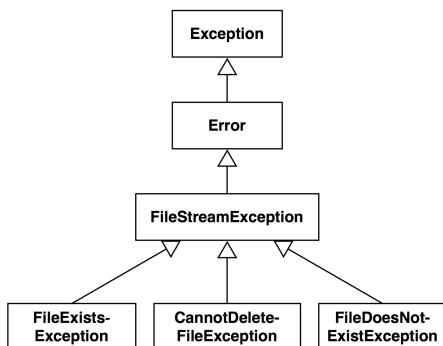 Exception
Error
FileStreamException
FileExists-
Exception
CannotDelete-
FileException
FileDoesNot-
ExistException